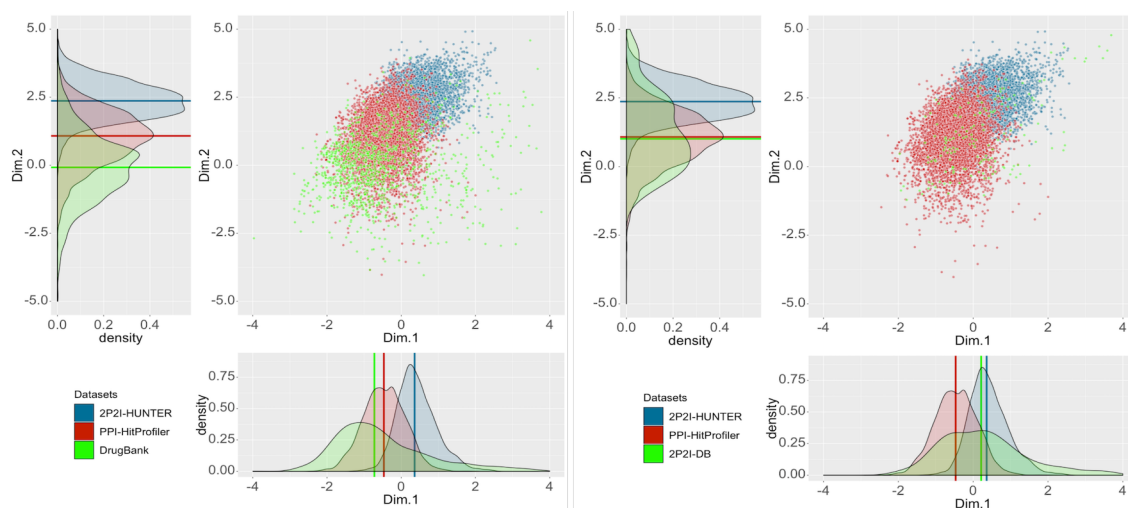 5.0
2.5
0.0
-2.5
-5.0
Dim.2
0.0 0.2 0.4
density
5.0
2.5
0.0
-2.5
-5.0
Dim.2
-4 -2 0 2 4
Dim.1
0.75
0.50
0.25
0.00
density
-4 -2 0 2 4
Dim.1
Datasets
2P2I-HUNTER
PPI-HitProfiler
DrugBank
5.0
2.5
0.0
-2.5
-5.0
Dim.2
0.0 0.2 0.4
density
5.0
2.5
0.0
-2.5
-5.0
Dim.2
-4 -2 0 2 4
Dim.1
0.75
0.50
0.25
0.00
density
-4 -2 0 2 4
Dim.1
Datasets
2P2I-HUNTER
PPI-HitProfiler
2P2I-DB